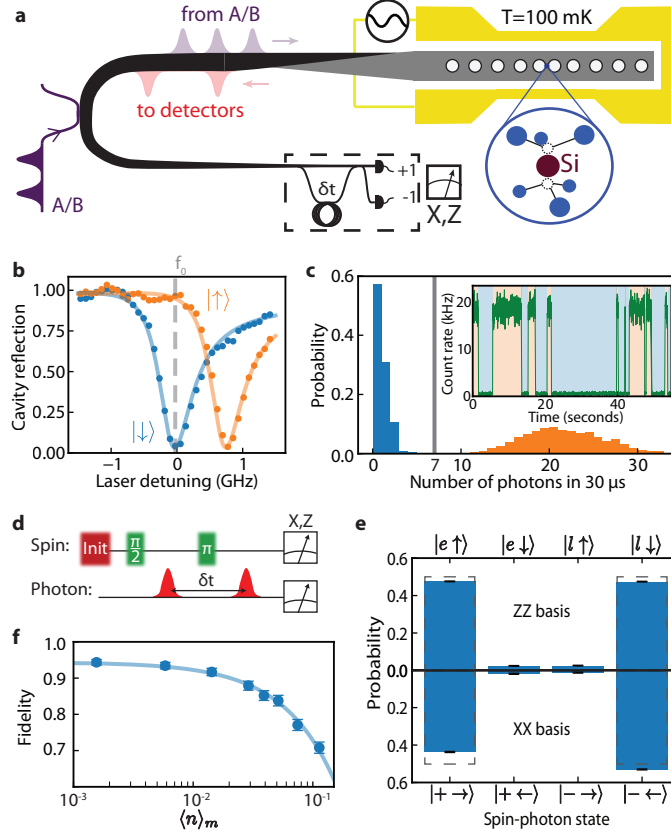 a
from A/B
T=100 mK
to detectors
A/B
δt
+1
-1
X,Z
Si
b
f₀
|↑⟩
|↓⟩
Cavity reflection
1.00
0.75
0.50
0.25
0.00
−1
0
1
Laser detuning (GHz)
c
Probability
0.6
0.4
0.2
0.0
0
7
10
20
30
Number of photons in 30 µs
Count rate (kHz)
20
10
0
0
20
40
Time (seconds)
d
Spin:
Init
π/2
π
X,Z
Photon:
δt
e
|e ↑⟩
|e ↓⟩
|l ↑⟩
|l ↓⟩
Probability
0.6
0.4
0.2
0.0
0.2
0.4
0.6
ZZ basis
XX basis
|+ →⟩
|+ ←⟩
|− →⟩
|− ←⟩
Spin-photon state
f
Fidelity
1.0
0.9
0.8
0.7
10⁻³
10⁻²
10⁻¹
⟨n⟩ₘ